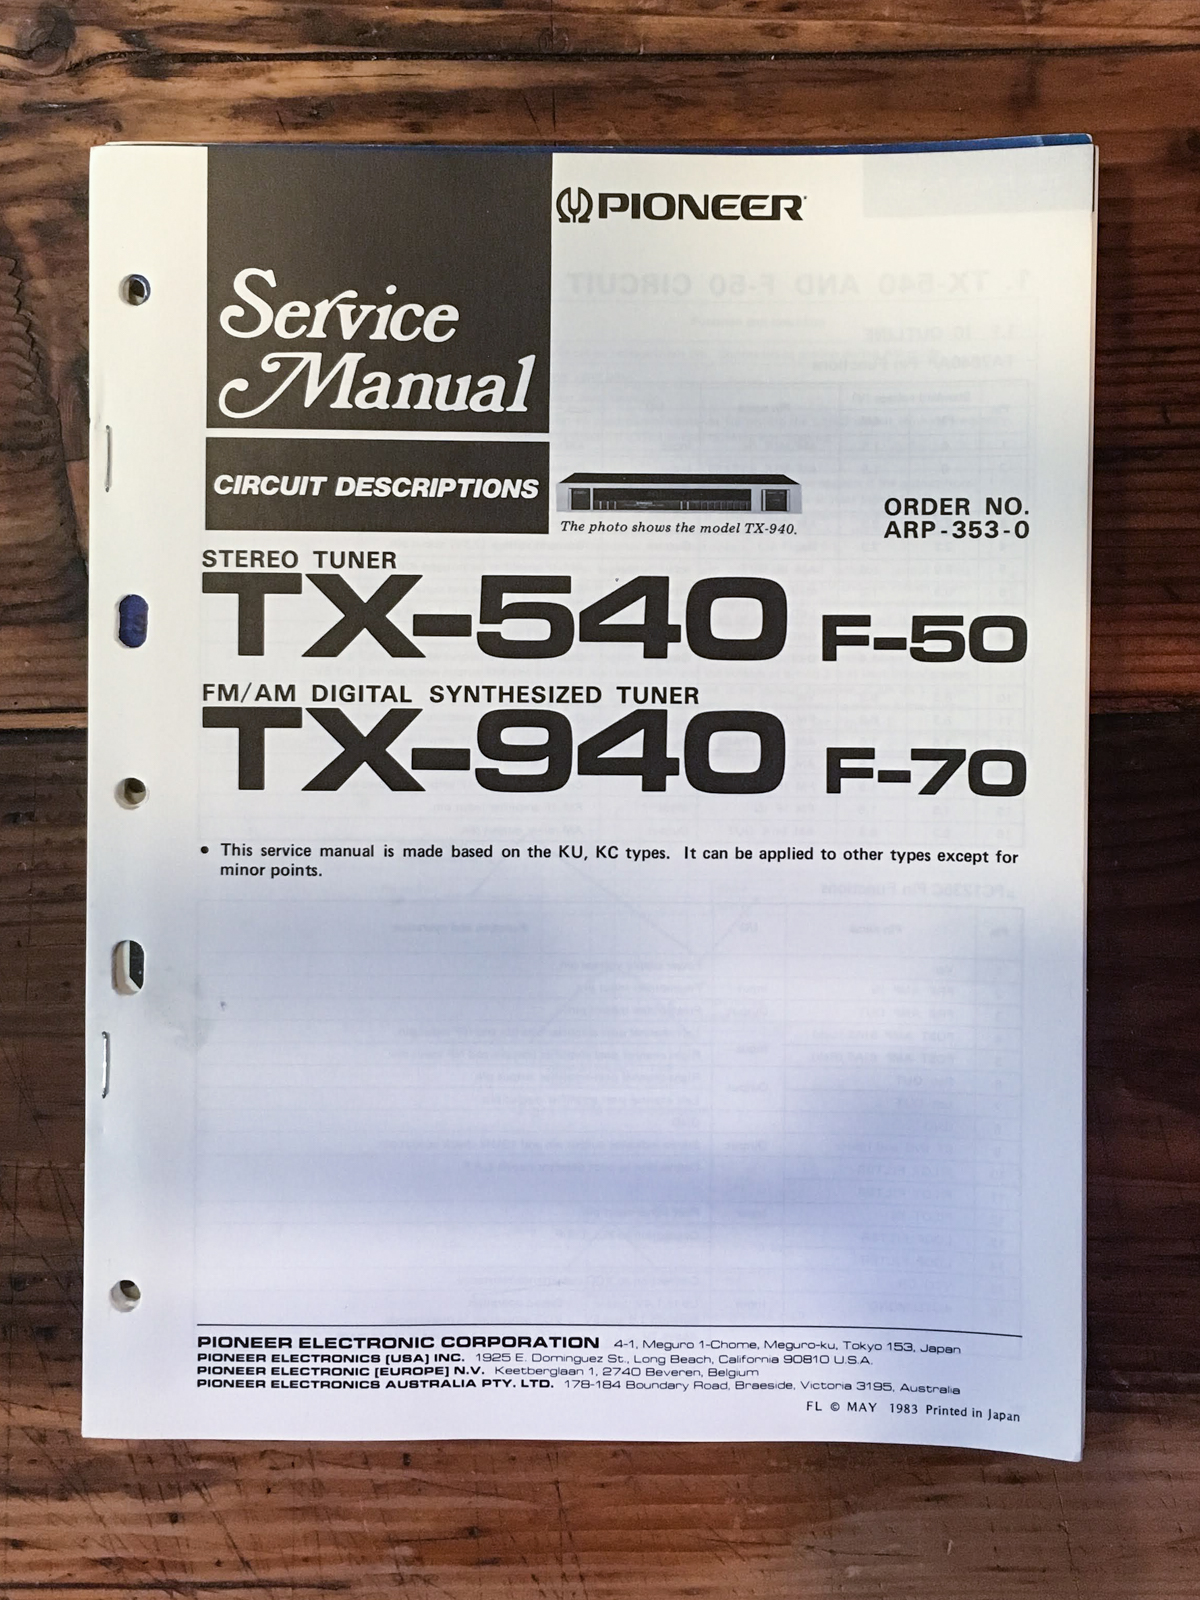 PIONEER
Service
Manual
CIRCUIT DESCRIPTIONS
The photo shows the model TX-940.
ORDER NO.
ARP-353-0
STEREO TUNER
TX-540 F-50
FM/AM DIGITAL SYNTHESIZED TUNER
TX-940 F-70
• This service manual is made based on the KU, KC types. It can be applied to other types except for
minor points.
PIONEER ELECTRONIC CORPORATION 4-1, Meguro 1-Chome, Meguro-ku, Tokyo 153, Japan
PIONEER ELECTRONICS [USA] INC. 1925 E. Dominguez St., Long Beach, California 90810 U.S.A.
PIONEER ELECTRONIC [EUROPE] N.V. Keetberglaan 1, 2740 Beveren, Belgium
PIONEER ELECTRONICS AUSTRALIA PTY. LTD. 178-184 Boundary Road, Braeside, Victoria 3195, Australia
FL © MAY 1983 Printed in Japan